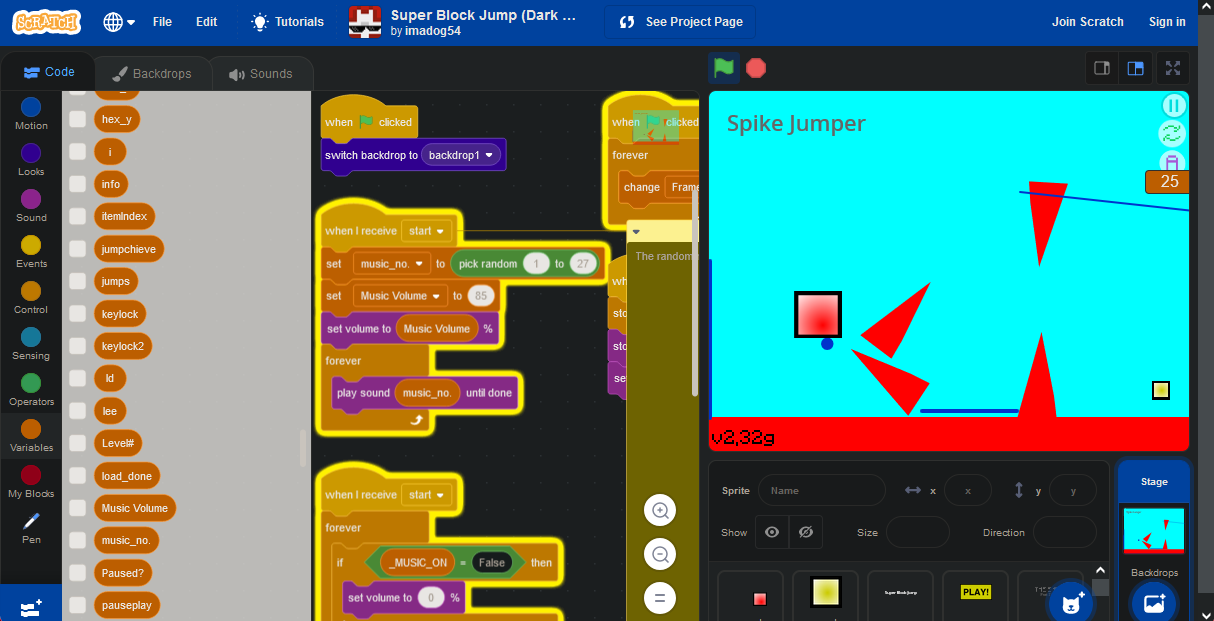 SCRATCH
File
Edit
Tutorials
Super Block Jump (Dark ...
by imadog54
See Project Page
Join Scratch
Sign in
Code
Backdrops
Sounds
Motion
Looks
Sound
Events
Control
Sensing
Operators
Variables
My Blocks
Pen
hex_y
i
info
itemIndex
jumpchieve
jumps
keylock
keylock2
ld
lee
Level#
load_done
Music Volume
music_no.
Paused?
pauseplay
when clicked
switch backdrop to backdrop1
when I receive start
set music_no. to pick random 1 to 27
set Music Volume to 85
set volume to Music Volume %
forever
play sound music_no. until done
when I receive start
forever
if _MUSIC_ON = False then
set volume to 0 %
when clicked
forever
change Frame
The random
Spike Jumper
25
v2,32g
Sprite
Name
x
x
y
y
Show
Size
Direction
Stage
Backdrops
Super Block Jump
PLAY!